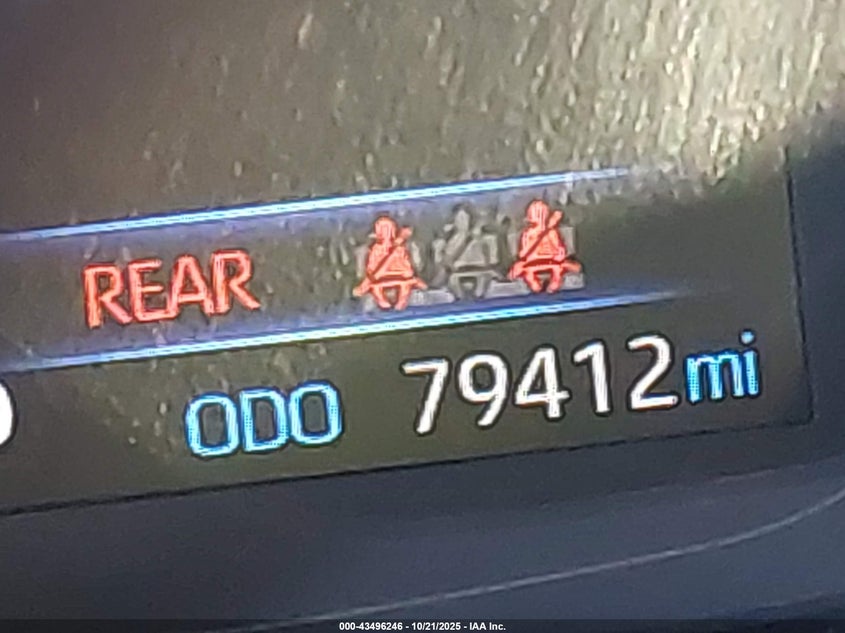 REAR
ODO 79412mi
000-43496246 - 10/21/2025 - IAA Inc.